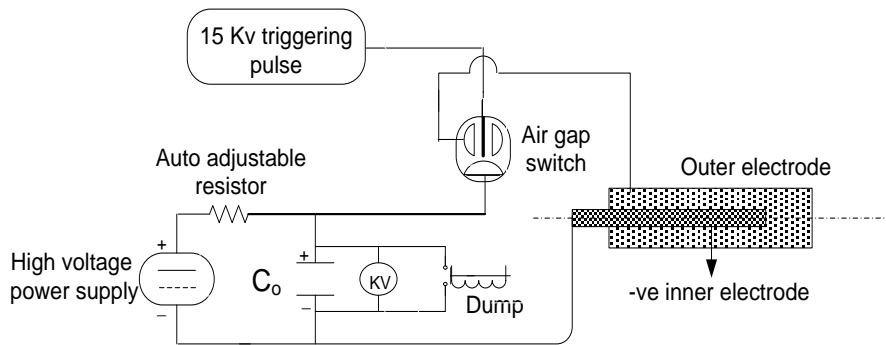 15 Kv triggering
pulse
Air gap
switch
Auto adjustable
resistor
Outer electrode
+
High voltage
power supply
–
+
Co
–
KV
Dump
-ve inner electrode